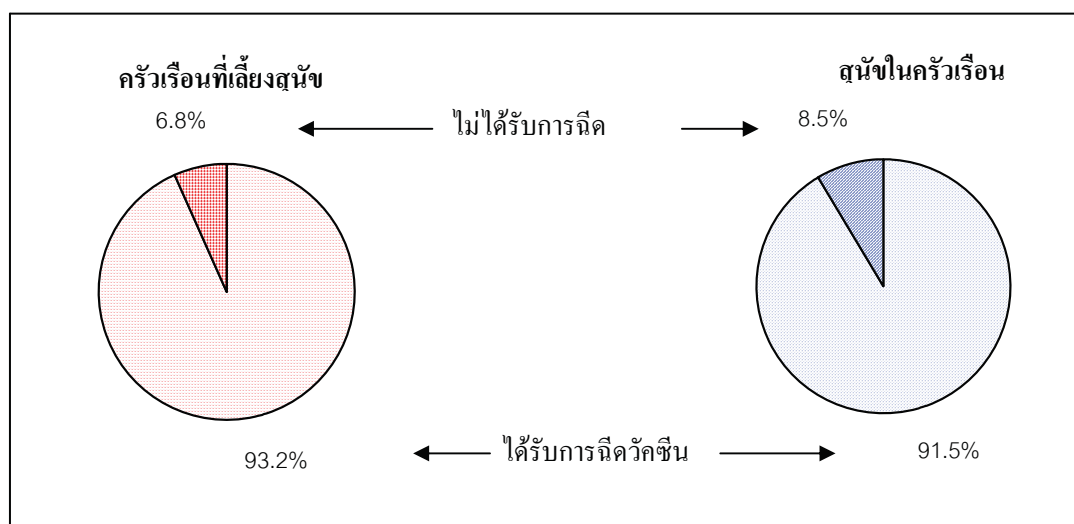 ครัวเรือนที่เลี้ยงสุนัข
สุนัขในครัวเรือน
6.8%
ไม่ได้รับการฉีด
8.5%
93.2%
ได้รับการฉีดวัคซีน
91.5%